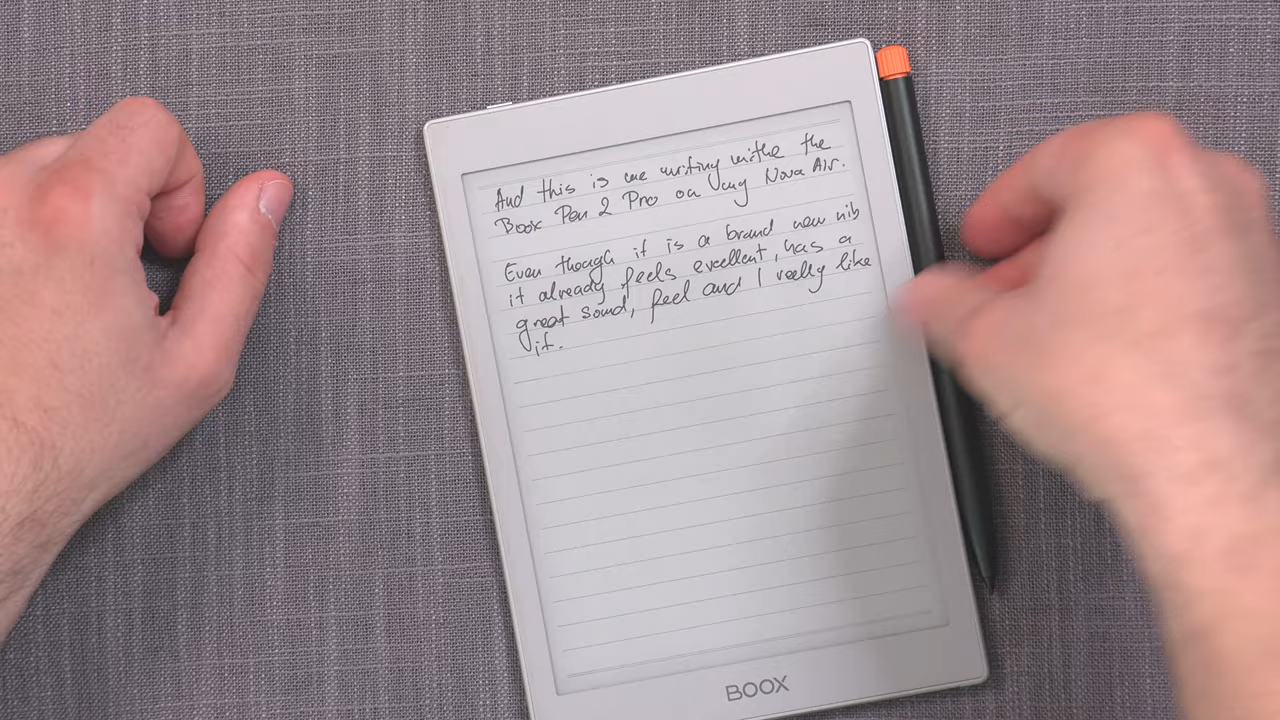 And this is me writing withe the
Boox Pen 2 Pro on my Nova Air.
Even though it is a brand new nib
it already feels excellent, has a
great sound, feel and I really like
it.
BOOX